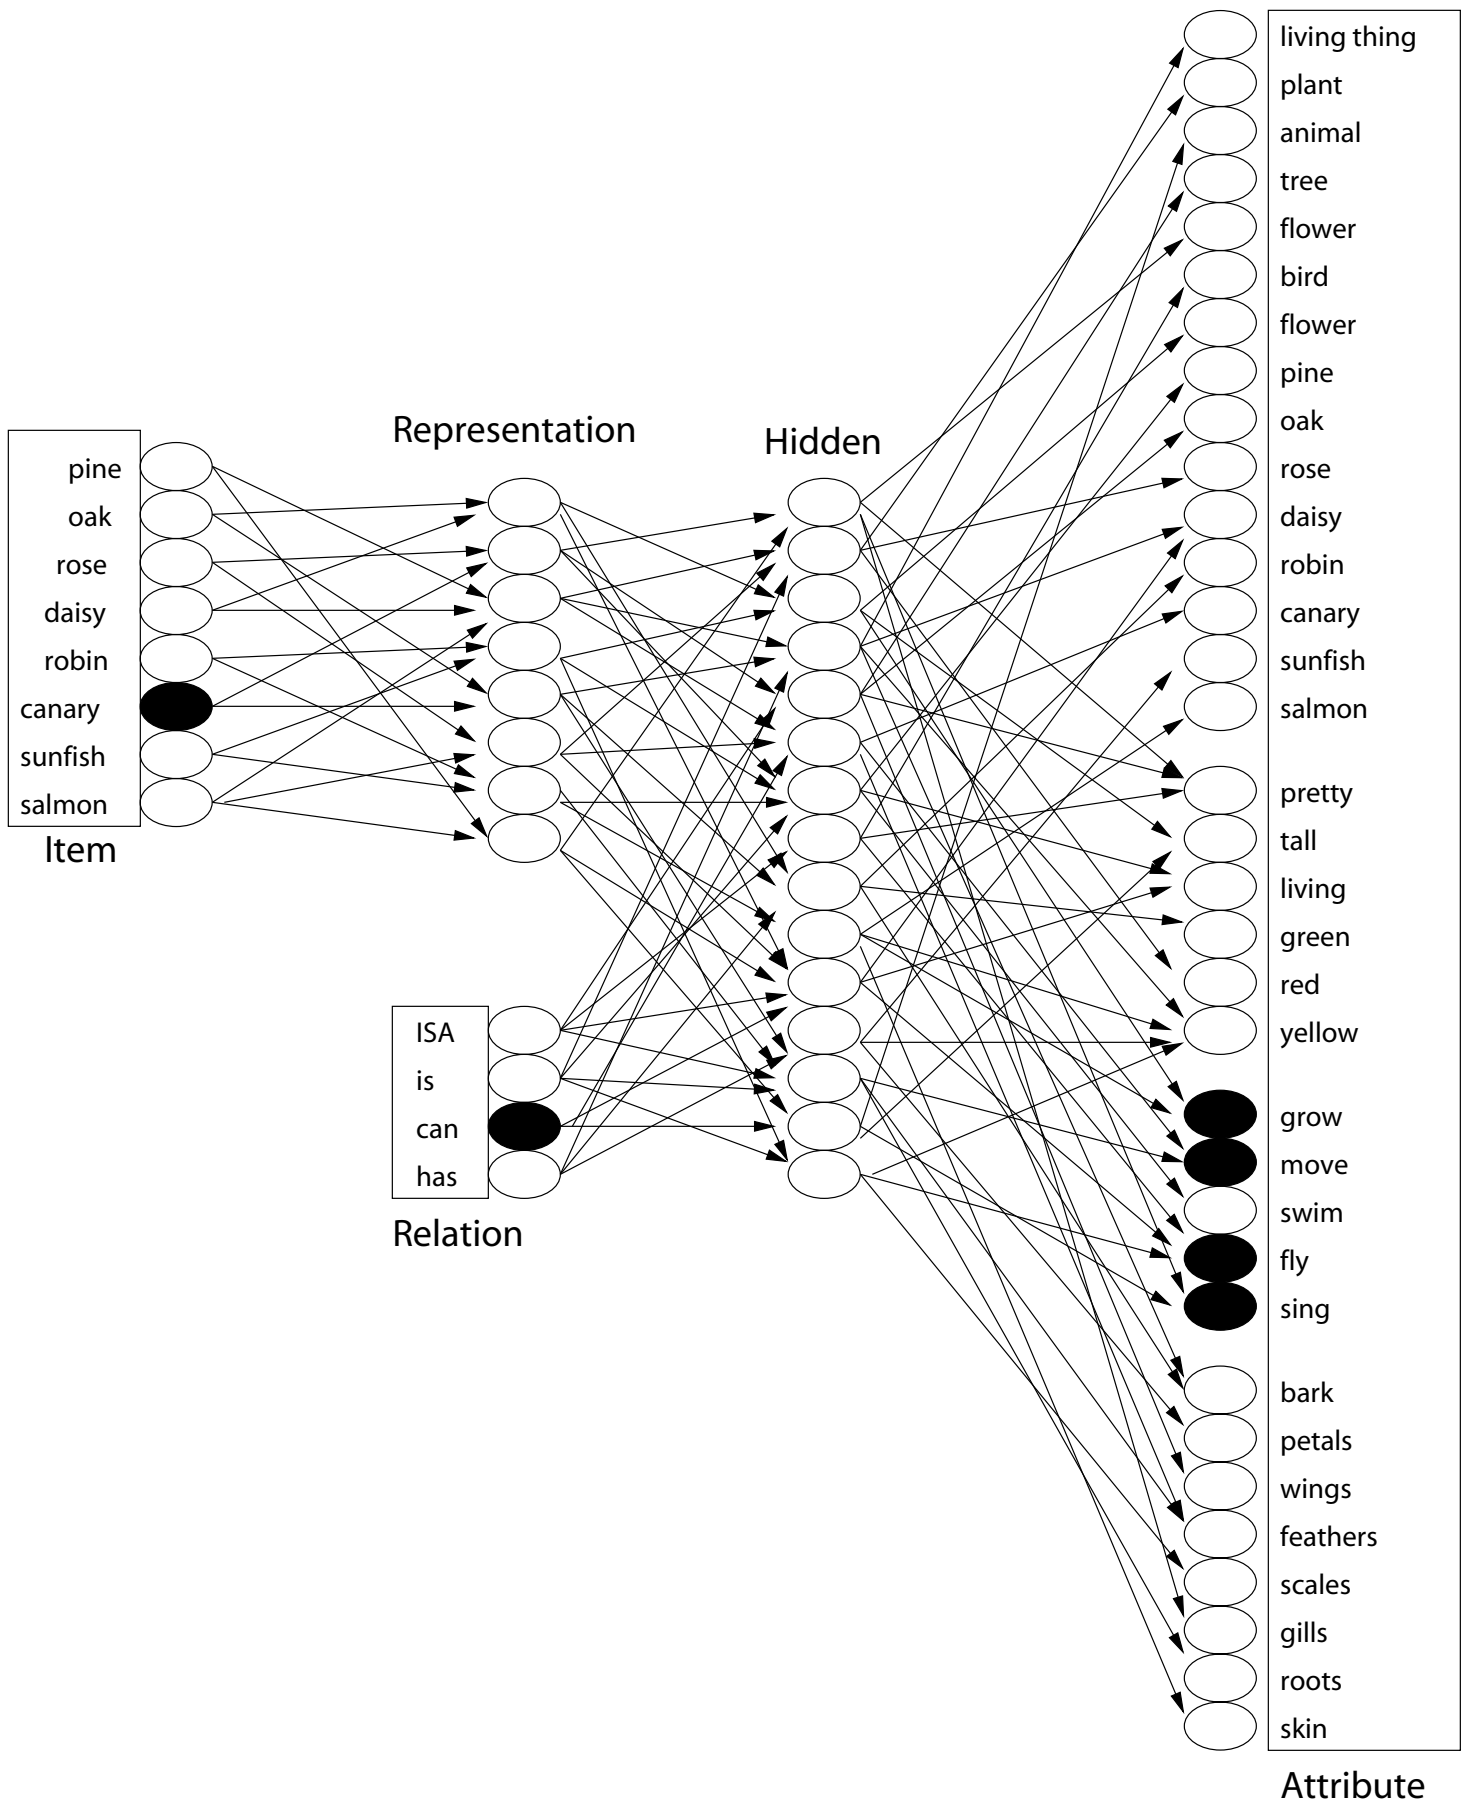 Item
pine
oak
rose
daisy
robin
canary
sunfish
salmon
Representation
Relation
ISA
is
can
has
Hidden
living thing
plant
animal
tree
flower
bird
flower
pine
oak
rose
daisy
robin
canary
sunfish
salmon
pretty
tall
living
green
red
yellow
grow
move
swim
fly
sing
bark
petals
wings
feathers
scales
gills
roots
skin
Attribute